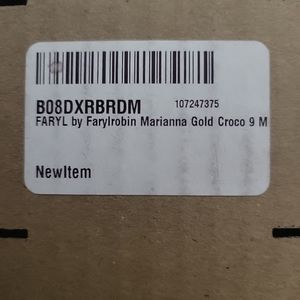 B08DXRBRDM 107247375
FARYL by Farylrobin Marianna Gold Croco 9 M
NewItem